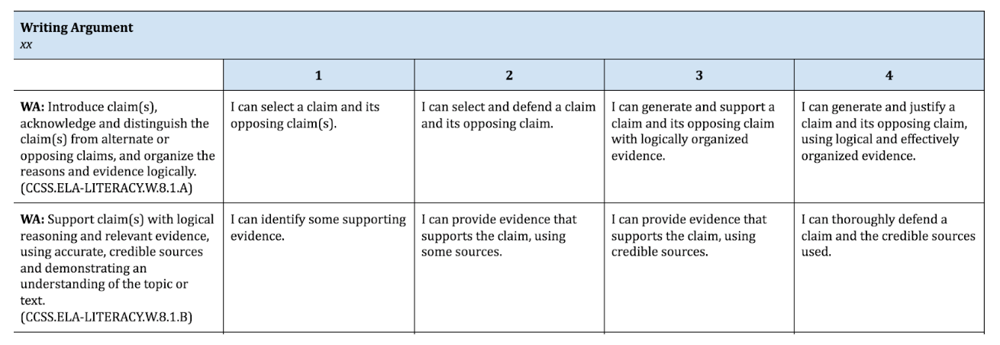 Writing Argument
xx
1
2
3
4
WA: Introduce claim(s),
acknowledge and distinguish the
claim(s) from alternate or
opposing claims, and organize the
reasons and evidence logically.
(CCSS.ELA-LITERACY.W.8.1.A)
I can select a claim and its
opposing claim(s).
I can select and defend a claim
and its opposing claim.
I can generate and support a
claim and its opposing claim
with logically organized
evidence.
I can generate and justify a
claim and its opposing claim,
using logical and effectively
organized evidence.
WA: Support claim(s) with logical
reasoning and relevant evidence,
using accurate, credible sources
and demonstrating an
understanding of the topic or
text.
(CCSS.ELA-LITERACY.W.8.1.B)
I can identify some supporting
evidence.
I can provide evidence that
supports the claim, using
some sources.
I can provide evidence that
supports the claim, using
credible sources.
I can thoroughly defend a
claim and the credible sources
used.